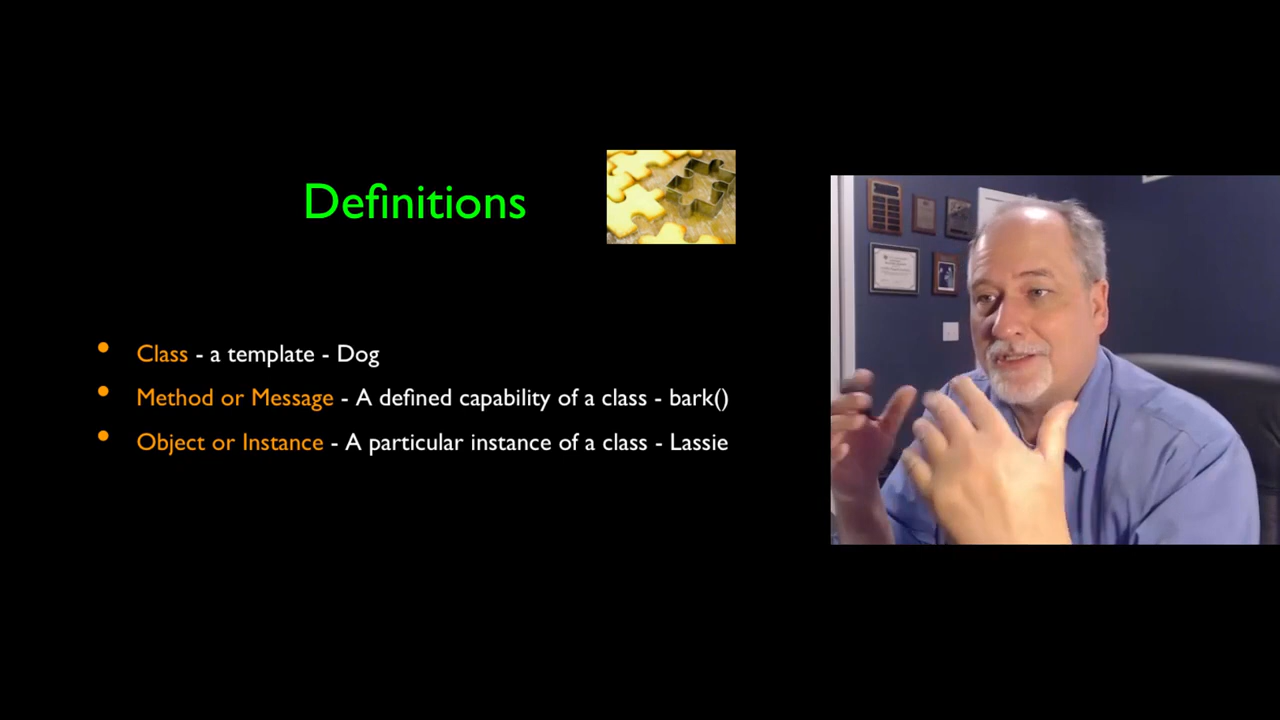 Definitions
Class - a template - Dog
Method or Message - A defined capability of a class - bark()
Object or Instance - A particular instance of a class - Lassie